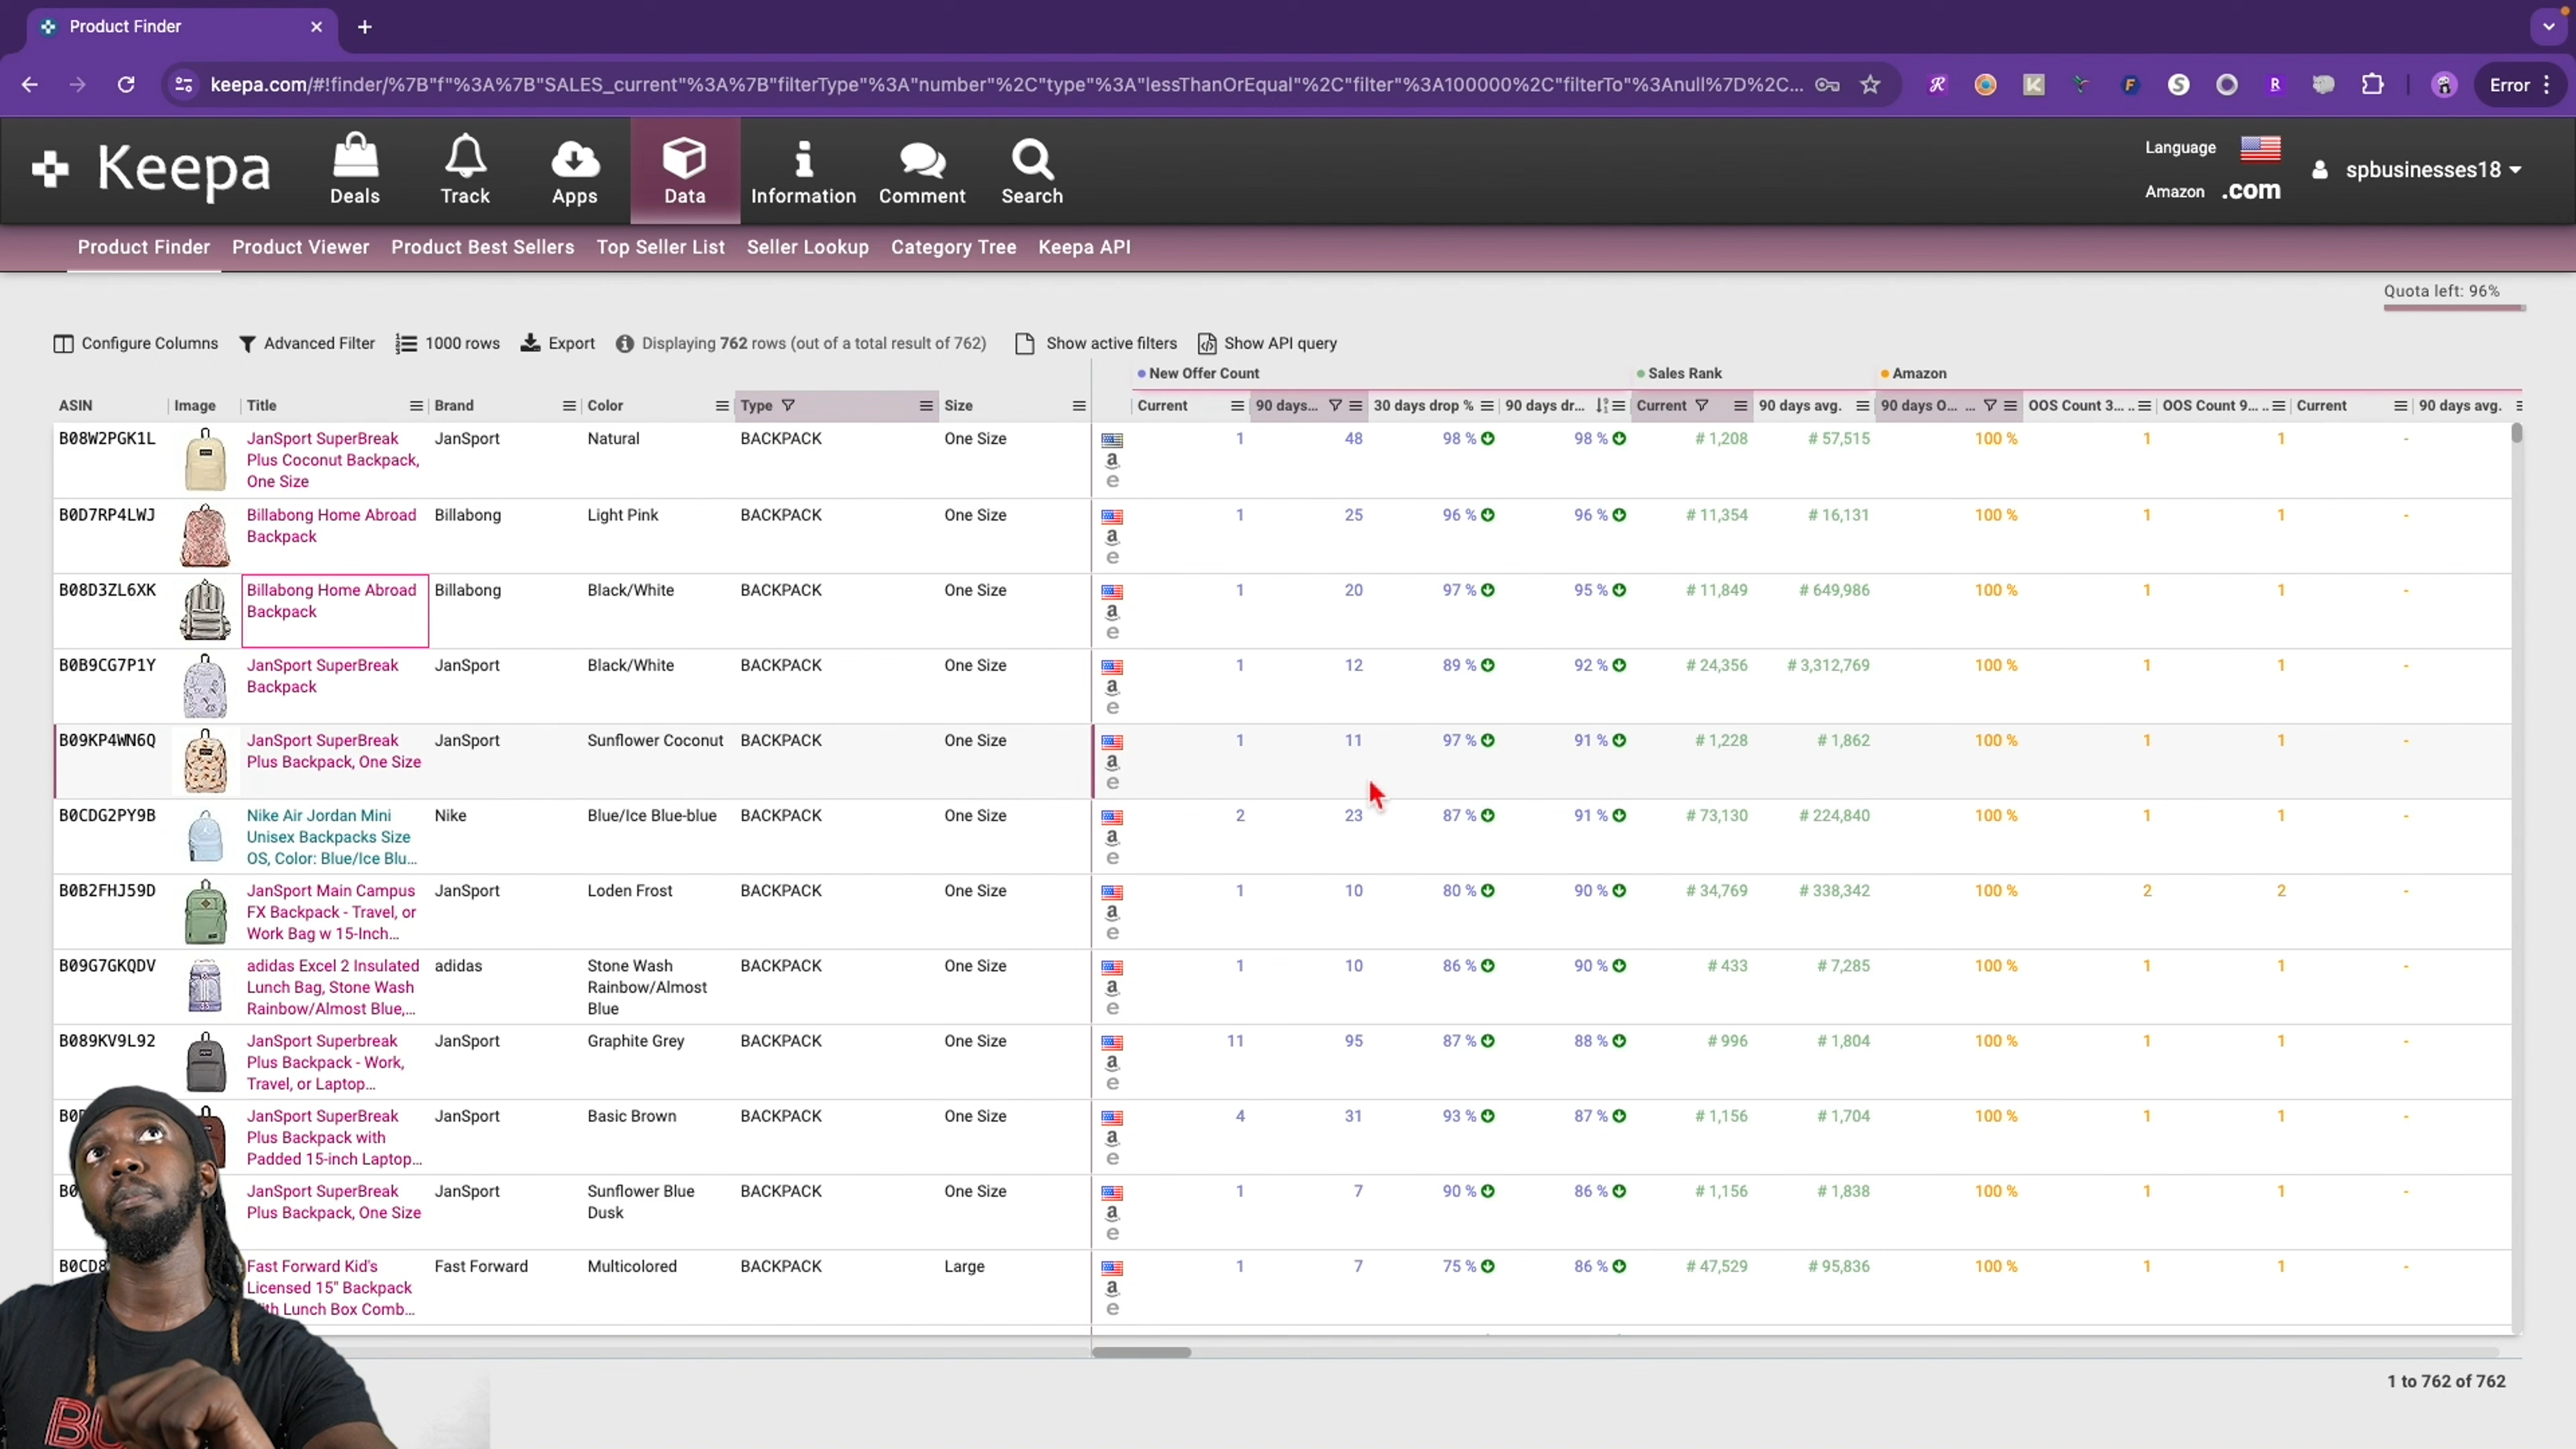 Product Finder
keepa.com/#!finder/%7B"f"%3A%7B"SALES_current"%3A%7B"filterType"%3A"number"%2C"type"%3A"lessThanOrEqual"%2C"filter"%3A100000%2C"filterTo"%3Anull%7D%2C...
Error
Keepa
Deals Track Apps Data Information Comment Search
Language
Amazon .com
spbusinesses18
Product Finder Product Viewer Product Best Sellers Top Seller List Seller Lookup Category Tree Keepa API
Quota left: 96%
Configure Columns Advanced Filter 1000 rows Export Displaying 762 rows (out of a total result of 762) Show active filters Show API query
New Offer Count Sales Rank Amazon
ASIN Image Title Brand Color Type Size Current 90 days... 30 days drop % 90 days dr... Current 90 days avg. 90 days O... ... OOS Count 3... .. OOS Count 9... .. Current 90 days avg.
B08W2PGK1L JanSport SuperBreak JanSport Natural BACKPACK One Size 1 48 98 % 98 % # 1,208 # 57,515 100 % 1 1 -
Plus Coconut Backpack, a
One Size e
B0D7RP4LWJ Billabong Home Abroad Billabong Light Pink BACKPACK One Size 1 25 96 % 96 % # 11,354 # 16,131 100 % 1 1 -
Backpack a
e
B08D3ZL6XK Billabong Home Abroad Billabong Black/White BACKPACK One Size 1 20 97 % 95 % # 11,849 # 649,986 100 % 1 1 -
Backpack a
e
B0B9CG7P1Y JanSport SuperBreak JanSport Black/White BACKPACK One Size 1 12 89 % 92 % # 24,356 # 3,312,769 100 % 1 1 -
Backpack a
e
B09KP4WN6Q JanSport SuperBreak JanSport Sunflower Coconut BACKPACK One Size 1 11 97 % 91 % # 1,228 # 1,862 100 % 1 1 -
Plus Backpack, One Size a
e
B0CDG2PY9B Nike Air Jordan Mini Nike Blue/Ice Blue-blue BACKPACK One Size 2 23 87 % 91 % # 73,130 # 224,840 100 % 1 1 -
Unisex Backpacks Size a
OS, Color: Blue/Ice Blu... e
B0B2FHJ59D JanSport Main Campus JanSport Loden Frost BACKPACK One Size 1 10 80 % 90 % # 34,769 # 338,342 100 % 2 2 -
FX Backpack - Travel, or a
Work Bag w 15-Inch... e
B09G7GKQDV adidas Excel 2 Insulated adidas Stone Wash BACKPACK One Size 1 10 86 % 90 % # 433 # 7,285 100 % 1 1 -
Lunch Bag, Stone Wash Rainbow/Almost a
Rainbow/Almost Blue,... Blue e
B089KV9L92 JanSport Superbreak JanSport Graphite Grey BACKPACK One Size 11 95 87 % 88 % # 996 # 1,804 100 % 1 1 -
Plus Backpack - Work, a
Travel, or Laptop... e
JanSport SuperBreak JanSport Basic Brown BACKPACK One Size 4 31 93 % 87 % # 1,156 # 1,704 100 % 1 1 -
Plus Backpack with a
Padded 15-inch Laptop... e
JanSport SuperBreak JanSport Sunflower Blue BACKPACK One Size 1 7 90 % 86 % # 1,156 # 1,838 100 % 1 1 -
Plus Backpack, One Size Dusk a
e
B0CD8 Fast Forward Kid's Fast Forward Multicolored BACKPACK Large 1 7 75 % 86 % # 47,529 # 95,836 100 % 1 1 -
Licensed 15" Backpack a
Lunch Box Comb... e
1 to 762 of 762